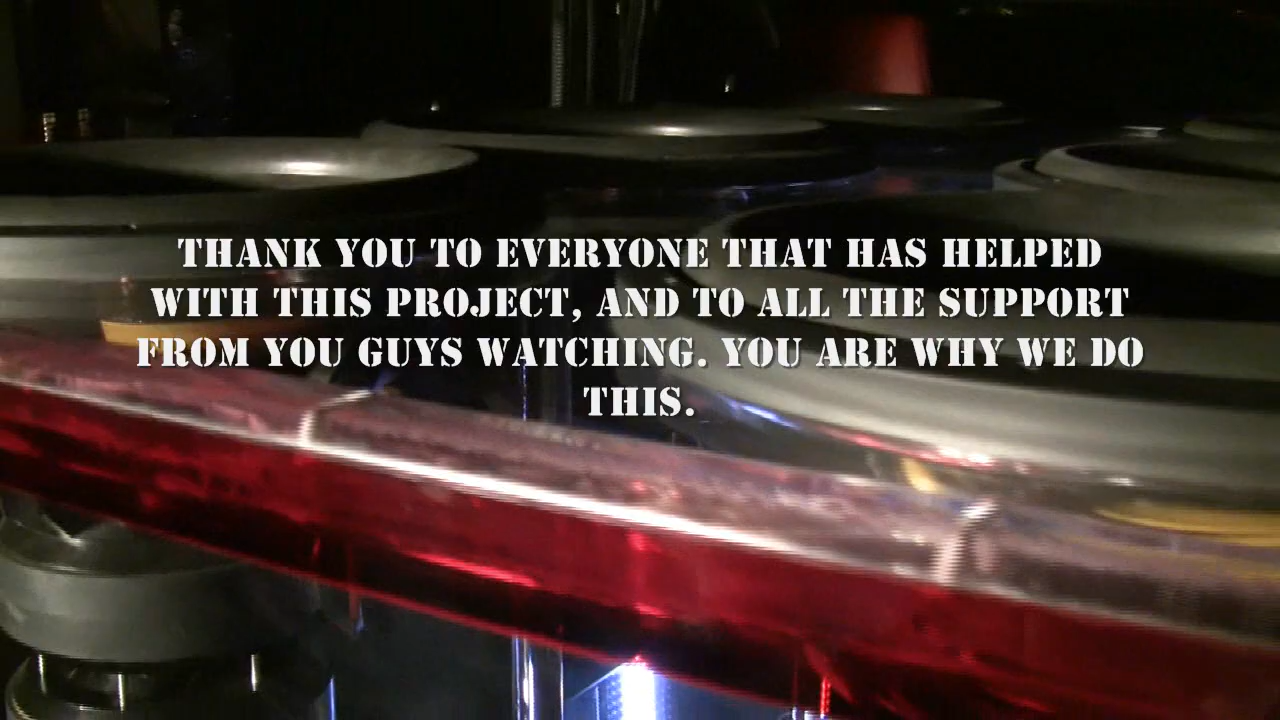 THANK YOU TO EVERYONE THAT HAS HELPED
WITH THIS PROJECT, AND TO ALL THE SUPPORT
FROM YOU GUYS WATCHING. YOU ARE WHY WE DO
THIS.